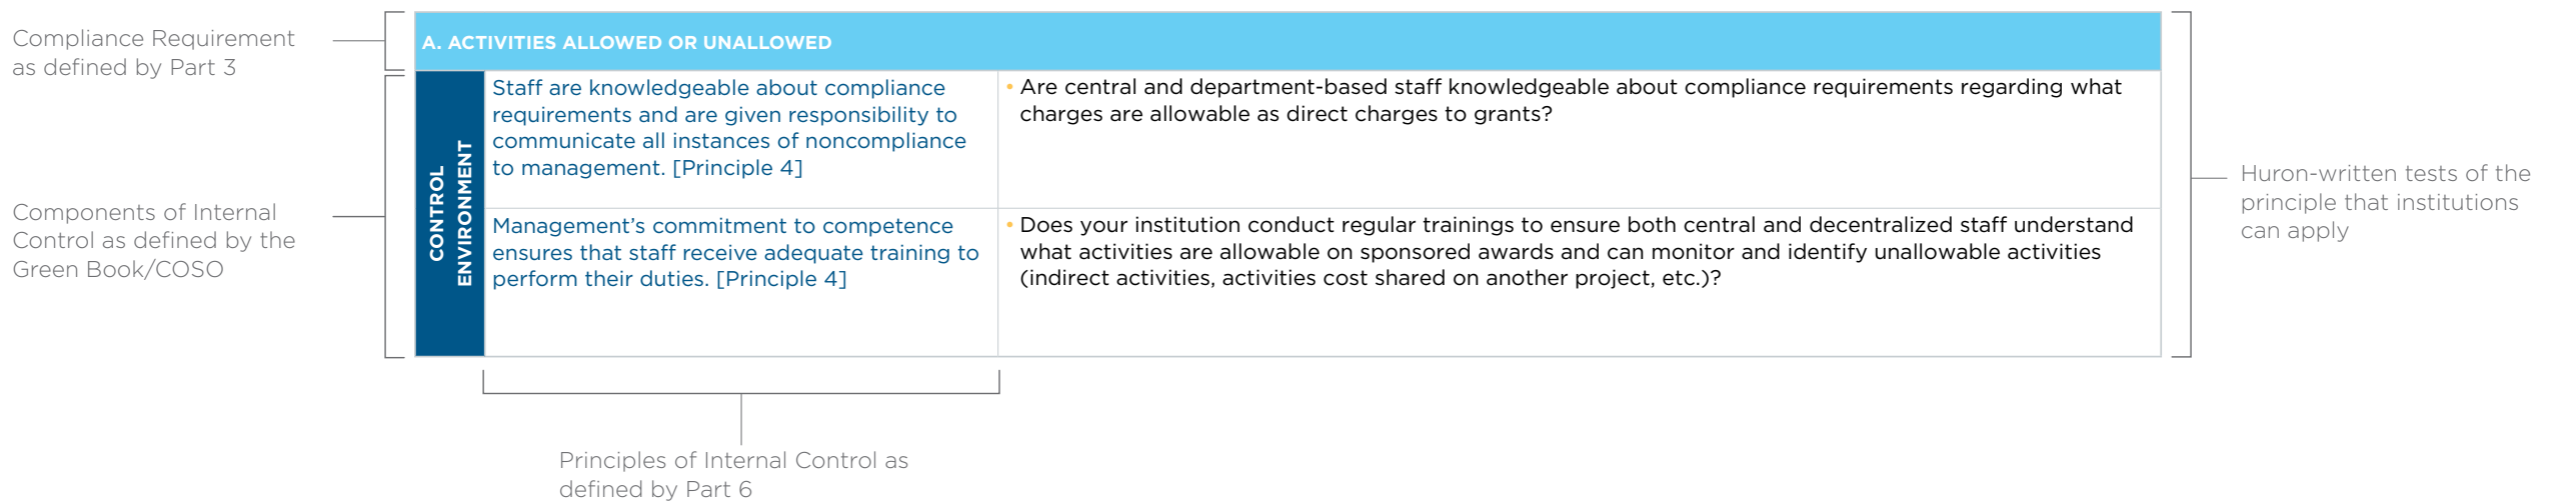 Compliance Requirement
as defined by Part 3
A. ACTIVITIES ALLOWED OR UNALLOWED
Components of Internal
Control as defined by the
Green Book/COSO
CONTROL
ENVIRONMENT
Staff are knowledgeable about compliance
requirements and are given responsibility to
communicate all instances of noncompliance
to management. [Principle 4]
• Are central and department-based staff knowledgeable about compliance requirements regarding what
charges are allowable as direct charges to grants?
Management’s commitment to competence
ensures that staff receive adequate training to
perform their duties. [Principle 4]
• Does your institution conduct regular trainings to ensure both central and decentralized staff understand
what activities are allowable on sponsored awards and can monitor and identify unallowable activities
(indirect activities, activities cost shared on another project, etc.)?
Huron-written tests of the
principle that institutions
can apply
Principles of Internal Control as
defined by Part 6